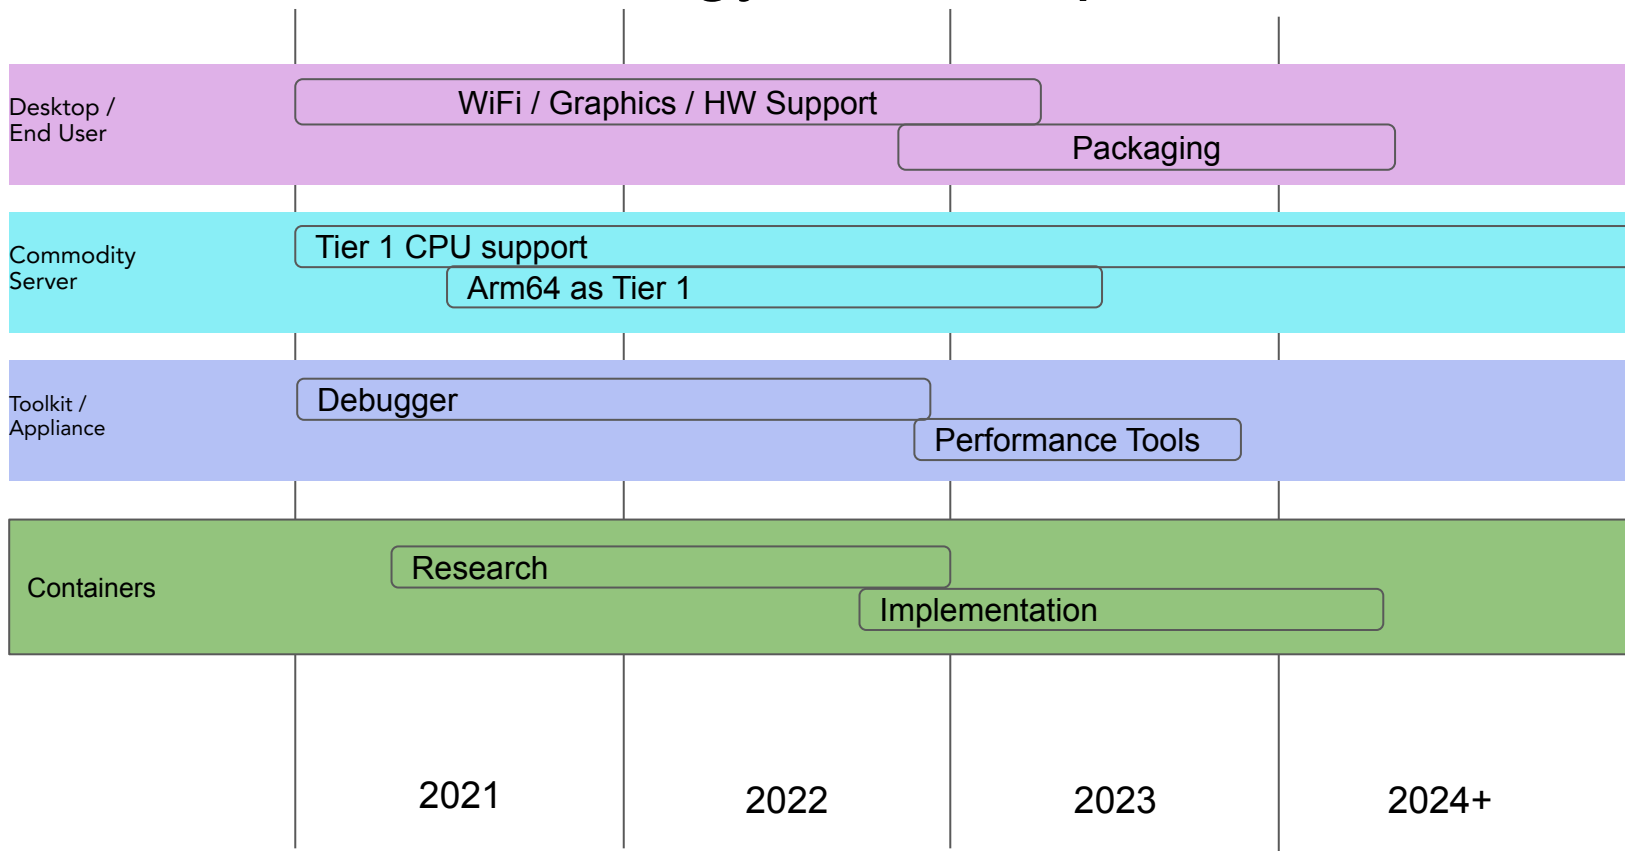 Desktop /
End User
WiFi / Graphics / HW Support
Packaging
Commodity
Server
Tier 1 CPU support
Arm64 as Tier 1
Toolkit /
Appliance
Debugger
Performance Tools
Containers
Research
Implementation
2021
2022
2023
2024+